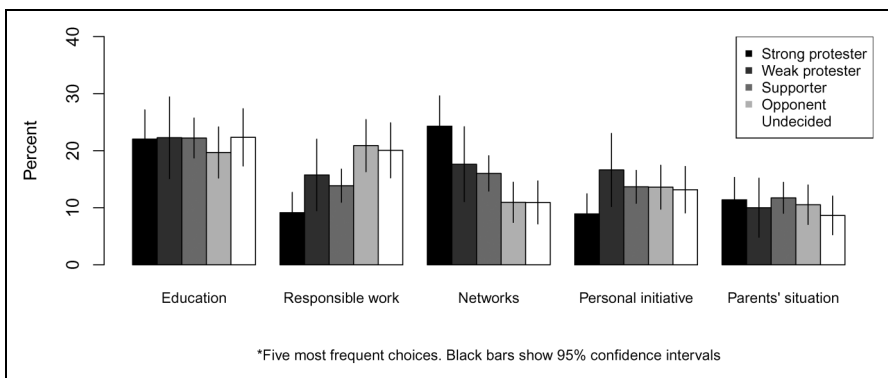 40
30
20
10
0
Percent
Strong protester
Weak protester
Supporter
Opponent
Undecided
Education
Responsible work
Networks
Personal initiative
Parents' situation
*Five most frequent choices. Black bars show 95% confidence intervals